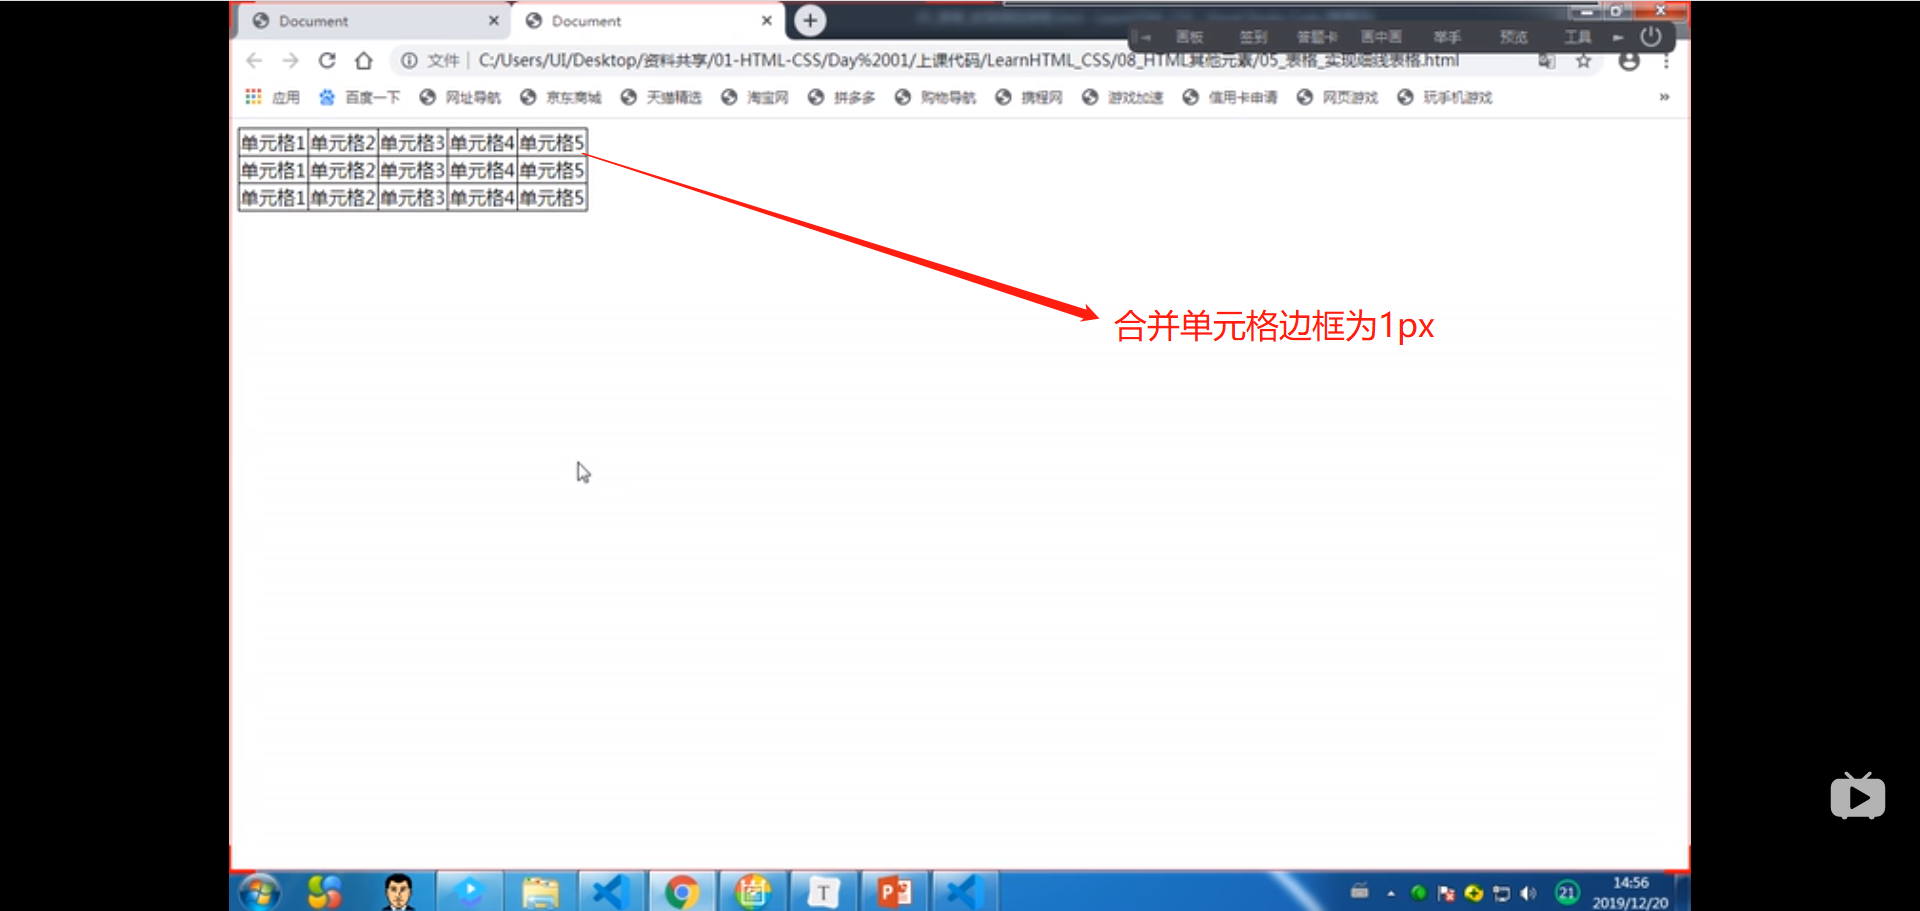 Document
Document
画板 签到 答题卡 画中画 举手 预览 工具
文件 C:/Users/UI/Desktop/资料共享/01-HTML-CSS/Day%2001/上课代码/LearnHTML_CSS/08_HTML其他元素/05_表格_实现细线表格.html
应用 百度一下 网址导航 京东商城 天猫精选 淘宝网 拼多多 购物导航 携程网 游戏加速 信用卡申请 网页游戏 玩手机游戏 »
单元格1 单元格2 单元格3 单元格4 单元格5
单元格1 单元格2 单元格3 单元格4 单元格5
单元格1 单元格2 单元格3 单元格4 单元格5
合并单元格边框为1px
T
P
21
14:56
2019/12/20